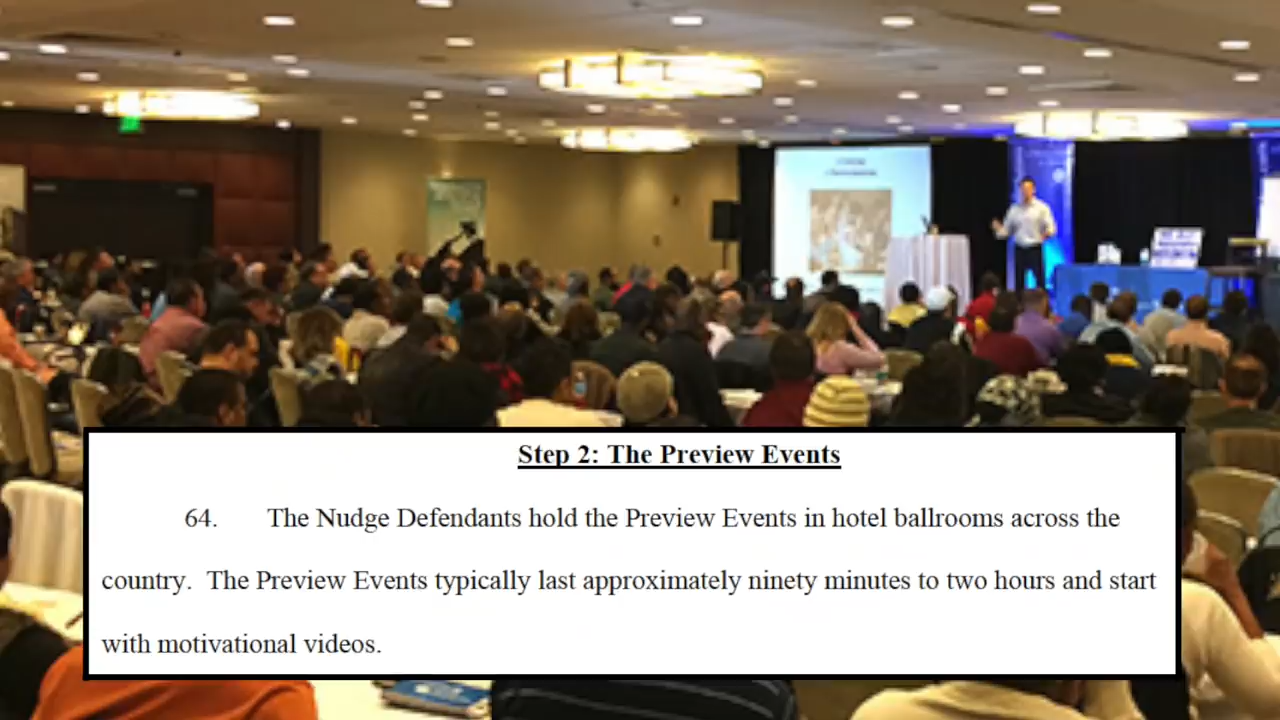 Step 2: The Preview Events
64. The Nudge Defendants hold the Preview Events in hotel ballrooms across the
country. The Preview Events typically last approximately ninety minutes to two hours and start
with motivational videos.